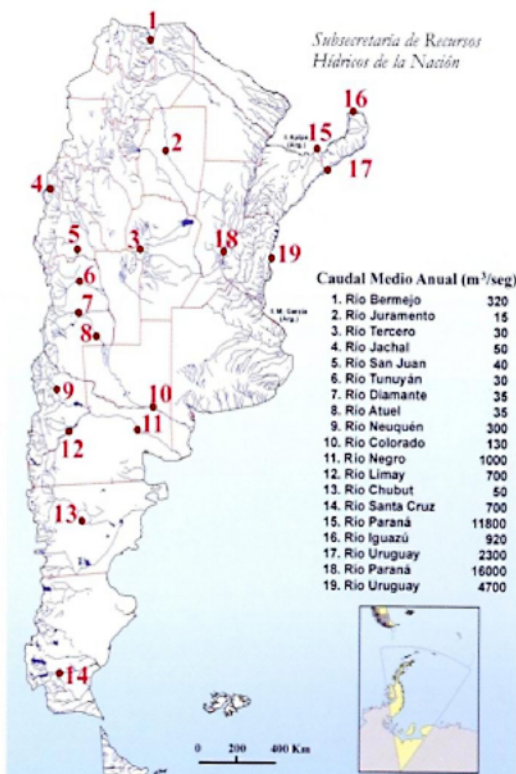 Subsecretaría de Recursos
Hídricos de la Nación
1
16
15
(Arg.)
2
17
4
5
3
18
19
6
7
8
I. M. García
(Arg.)
9
10
11
12
13
14
Caudal Medio Anual (m³/seg)
1. Río Bermejo 320
2. Río Juramento 15
3. Río Tercero 30
4. Río Jachal 50
5. Río San Juan 40
6. Río Tunuyán 30
7. Río Diamante 35
8. Río Atuel 35
9. Río Neuquén 300
10. Río Colorado 130
11. Río Negro 1000
12. Río Limay 700
13. Río Chubut 50
14. Río Santa Cruz 700
15. Río Paraná 11800
16. Río Iguazú 920
17. Río Uruguay 2300
18. Río Paraná 16000
19. Río Uruguay 4700
0 200 400 Km